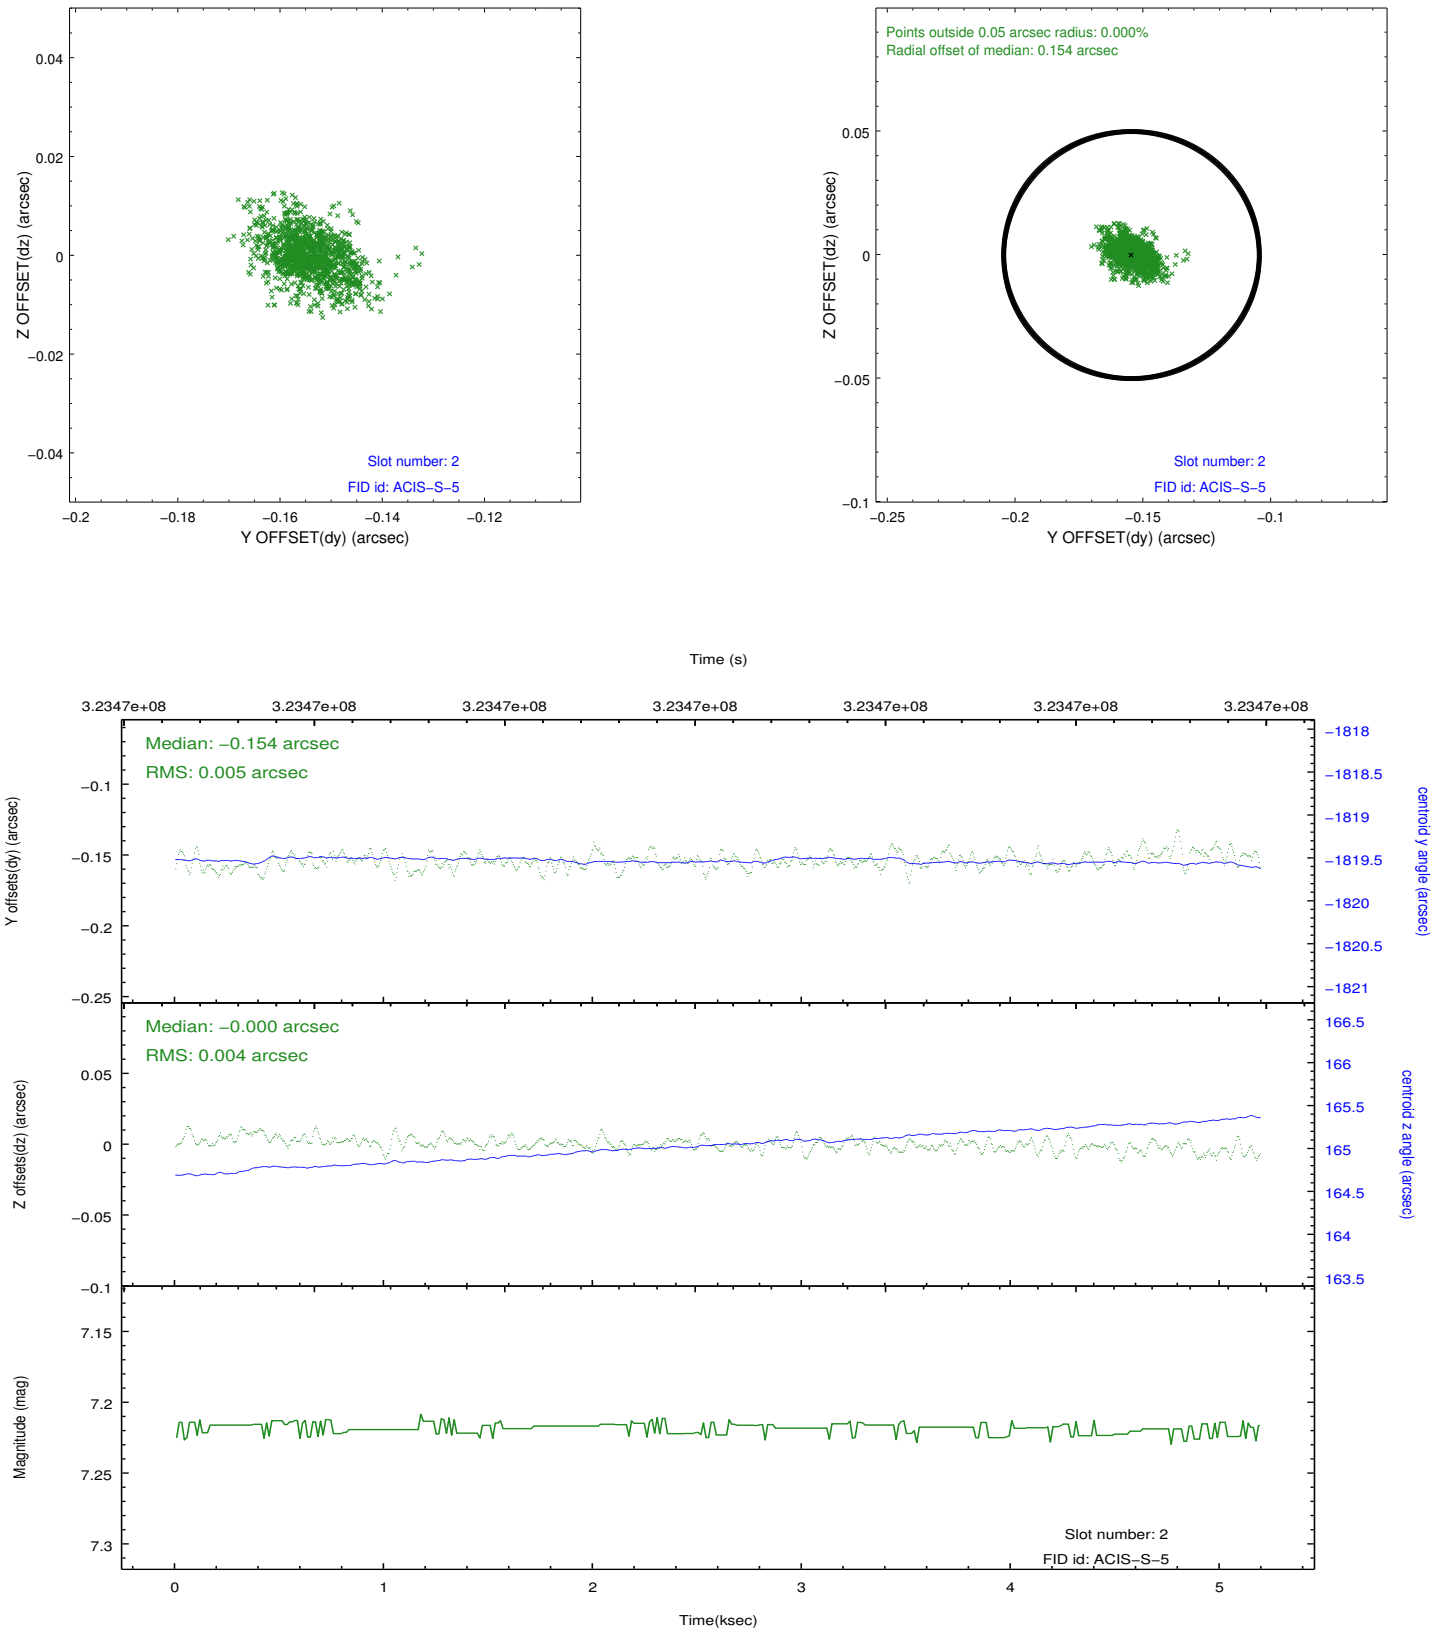 0.04
0.02
0
−0.02
−0.04
Z OFFSET(dz) (arcsec)
Slot number: 2
FID id: ACIS−S−5
−0.2
−0.18
−0.16
−0.14
−0.12
Y OFFSET(dy) (arcsec)
Points outside 0.05 arcsec radius: 0.000%
Radial offset of median: 0.154 arcsec
0.05
0
−0.05
−0.1
Z OFFSET(dz) (arcsec)
Slot number: 2
FID id: ACIS−S−5
−0.25
−0.2
−0.15
−0.1
Y OFFSET(dy) (arcsec)
Time (s)
3.2347e+08
3.2347e+08
3.2347e+08
3.2347e+08
3.2347e+08
3.2347e+08
3.2347e+08
Median: −0.154 arcsec
RMS: 0.005 arcsec
−0.1
−0.15
−0.2
−0.25
Y offsets(dy) (arcsec)
−1818
−1818.5
−1819
−1819.5
−1820
−1820.5
−1821
centroid y angle (arcsec)
Median: −0.000 arcsec
RMS: 0.004 arcsec
0.05
0
−0.05
−0.1
Z offsets(dz) (arcsec)
166.5
166
165.5
165
164.5
164
163.5
centroid z angle (arcsec)
7.15
7.2
7.25
7.3
Magnitude (mag)
Slot number: 2
FID id: ACIS−S−5
0
1
2
3
4
5
Time(ksec)